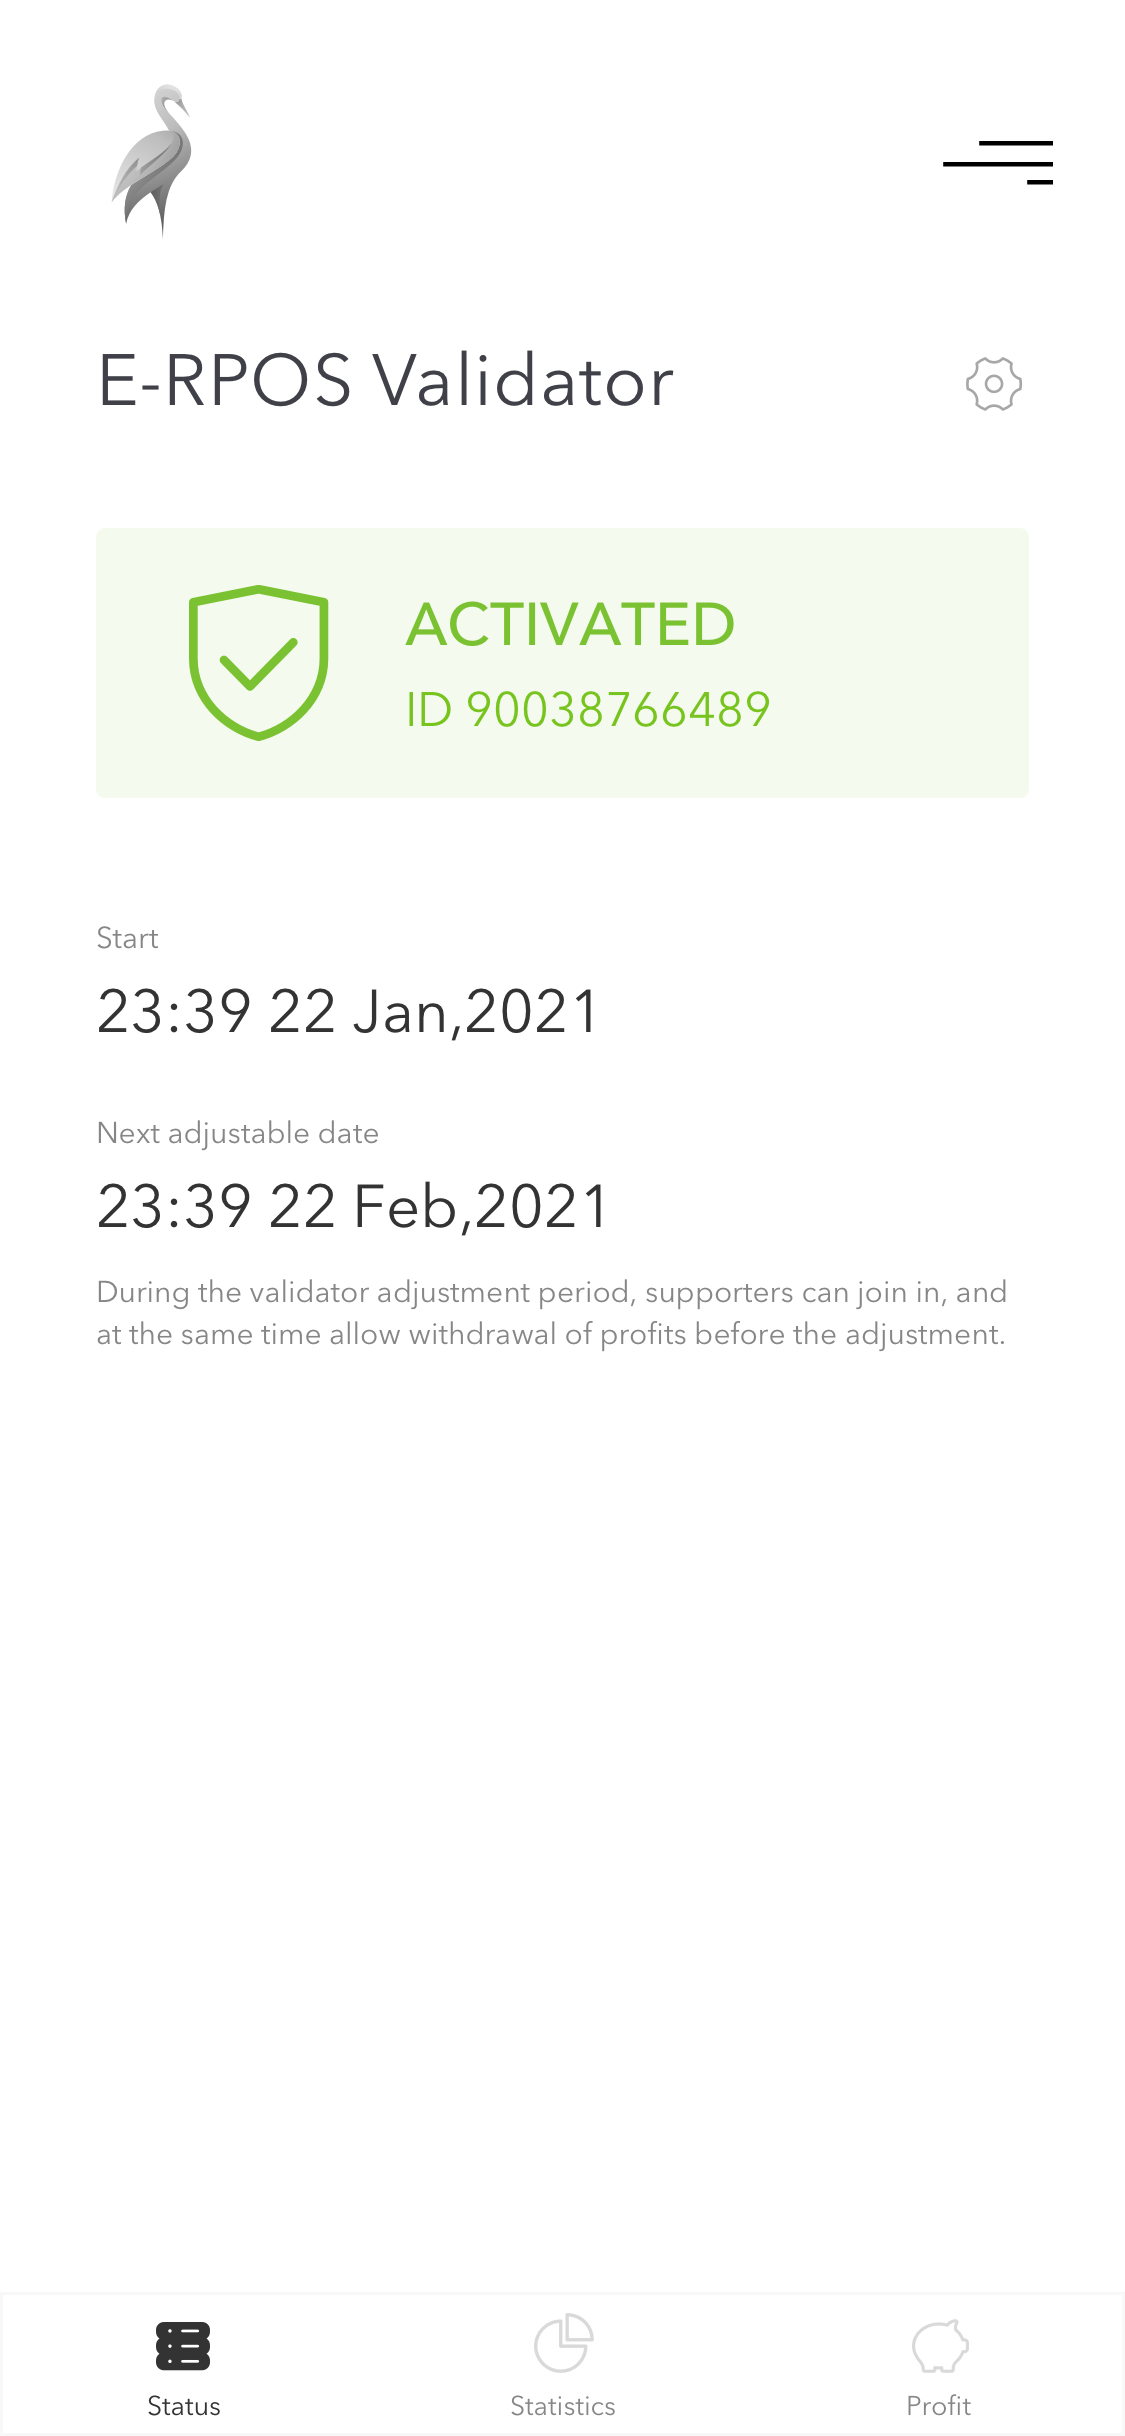 E-RPOS Validator
ACTIVATED
ID 90038766489
Start
23:39 22 Jan,2021
Next adjustable date
23:39 22 Feb,2021
During the validator adjustment period, supporters can join in, and
at the same time allow withdrawal of profits before the adjustment.
Status
Statistics
Profit